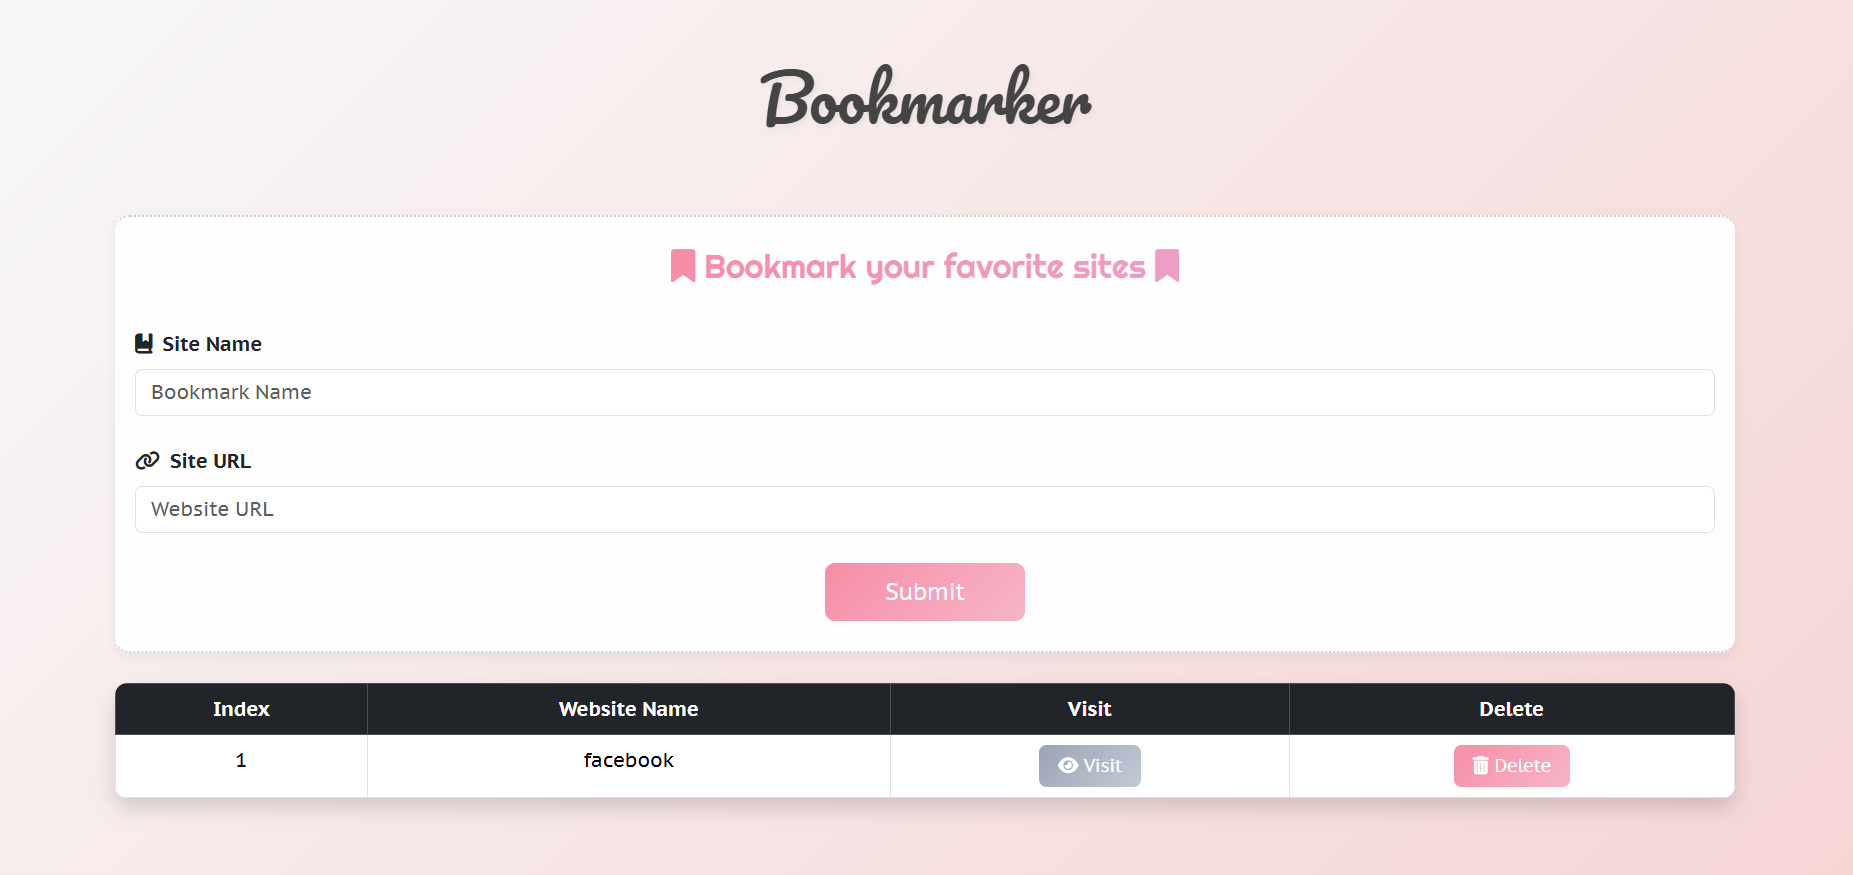 Bookmarker
Bookmark your favorite sites
Site Name
Bookmark Name
Site URL
Website URL
Submit
Index Website Name Visit Delete
1 facebook Visit Delete